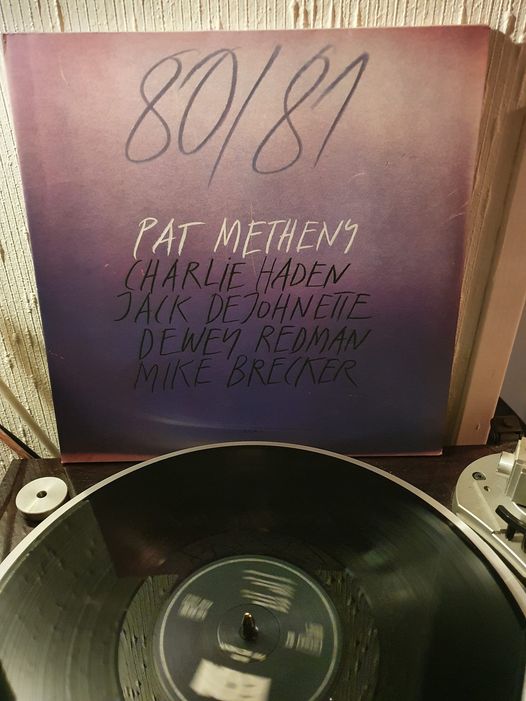 80/81
PAT METHENY
CHARLIE HADEN
JACK DEJOHNETTE
DEWEY REDMAN
MIKE BRECKER